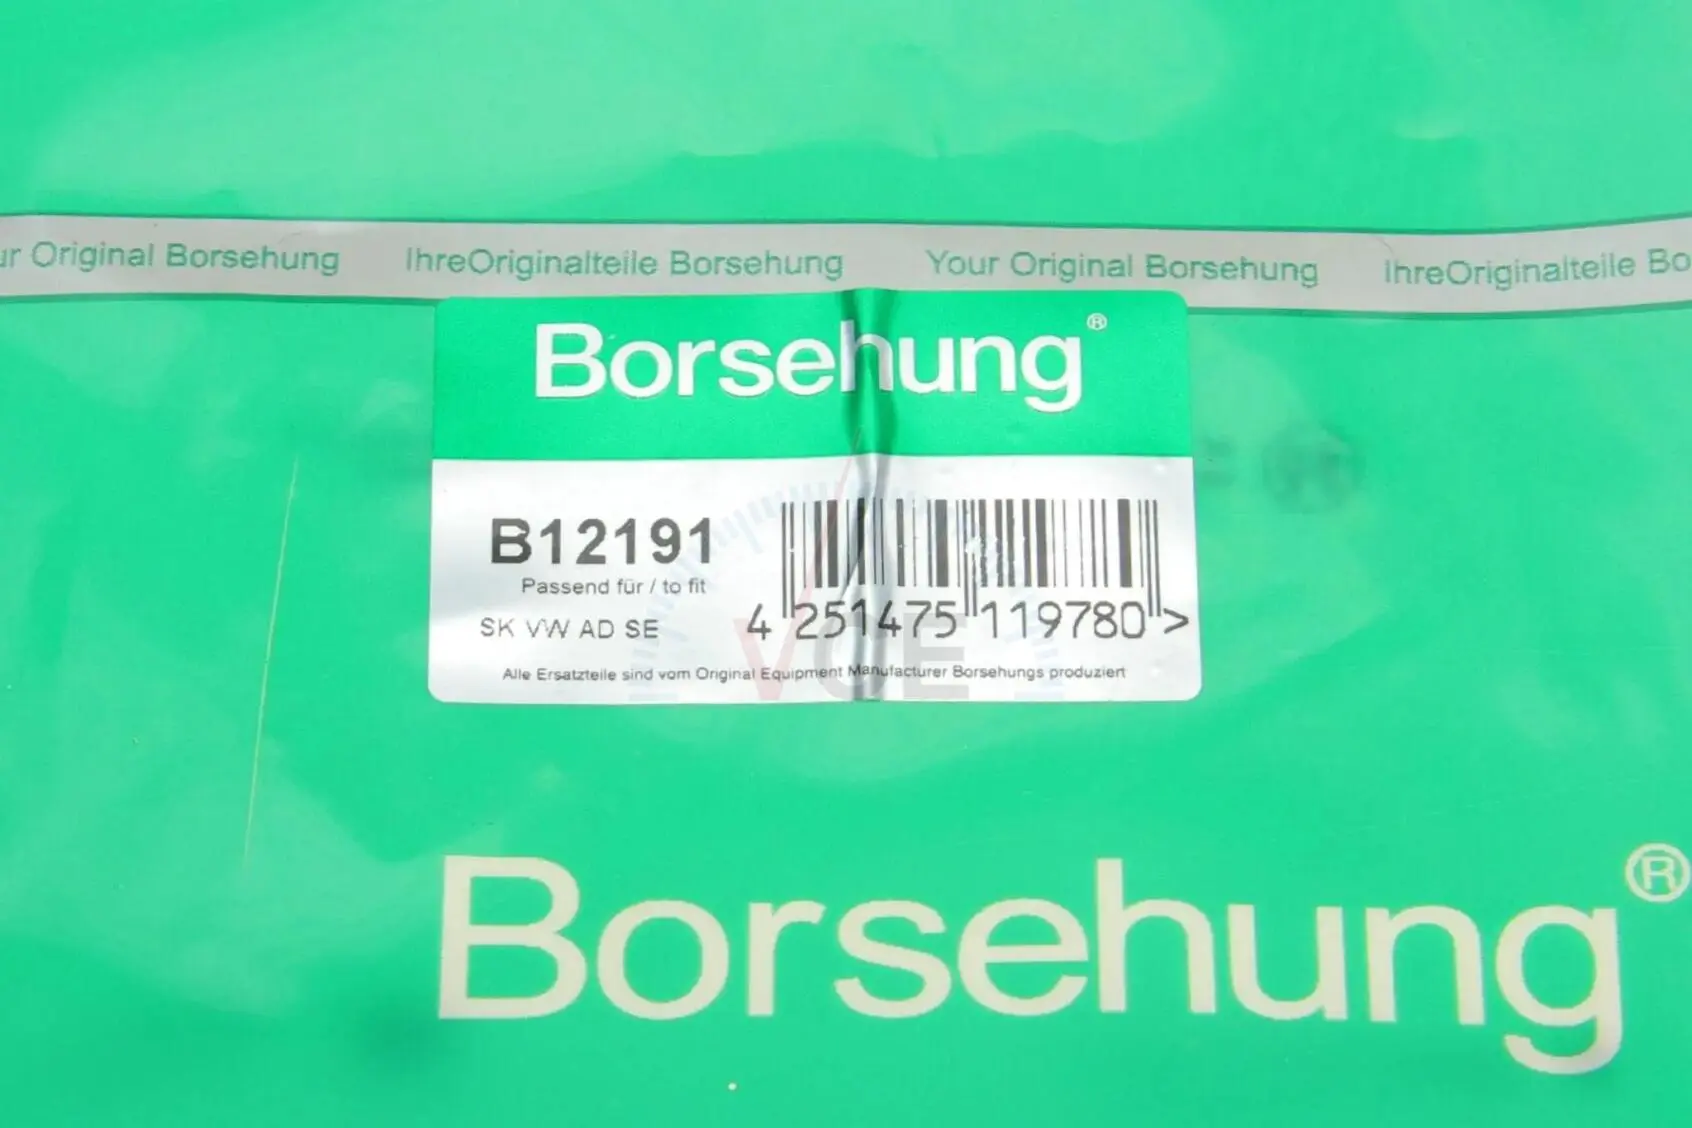 ur Original Borsehung IhreOriginalteile Borsehung Your Original Borsehung IhreOriginalteile Bo
Borsehung®
B12191
Passend für / to fit
SK VW AD SE
4 251475 119780 >
Alle Ersatzteile sind vom Original Equipment Manufacturer Borsehungs produziert
VGE
Borsehung®